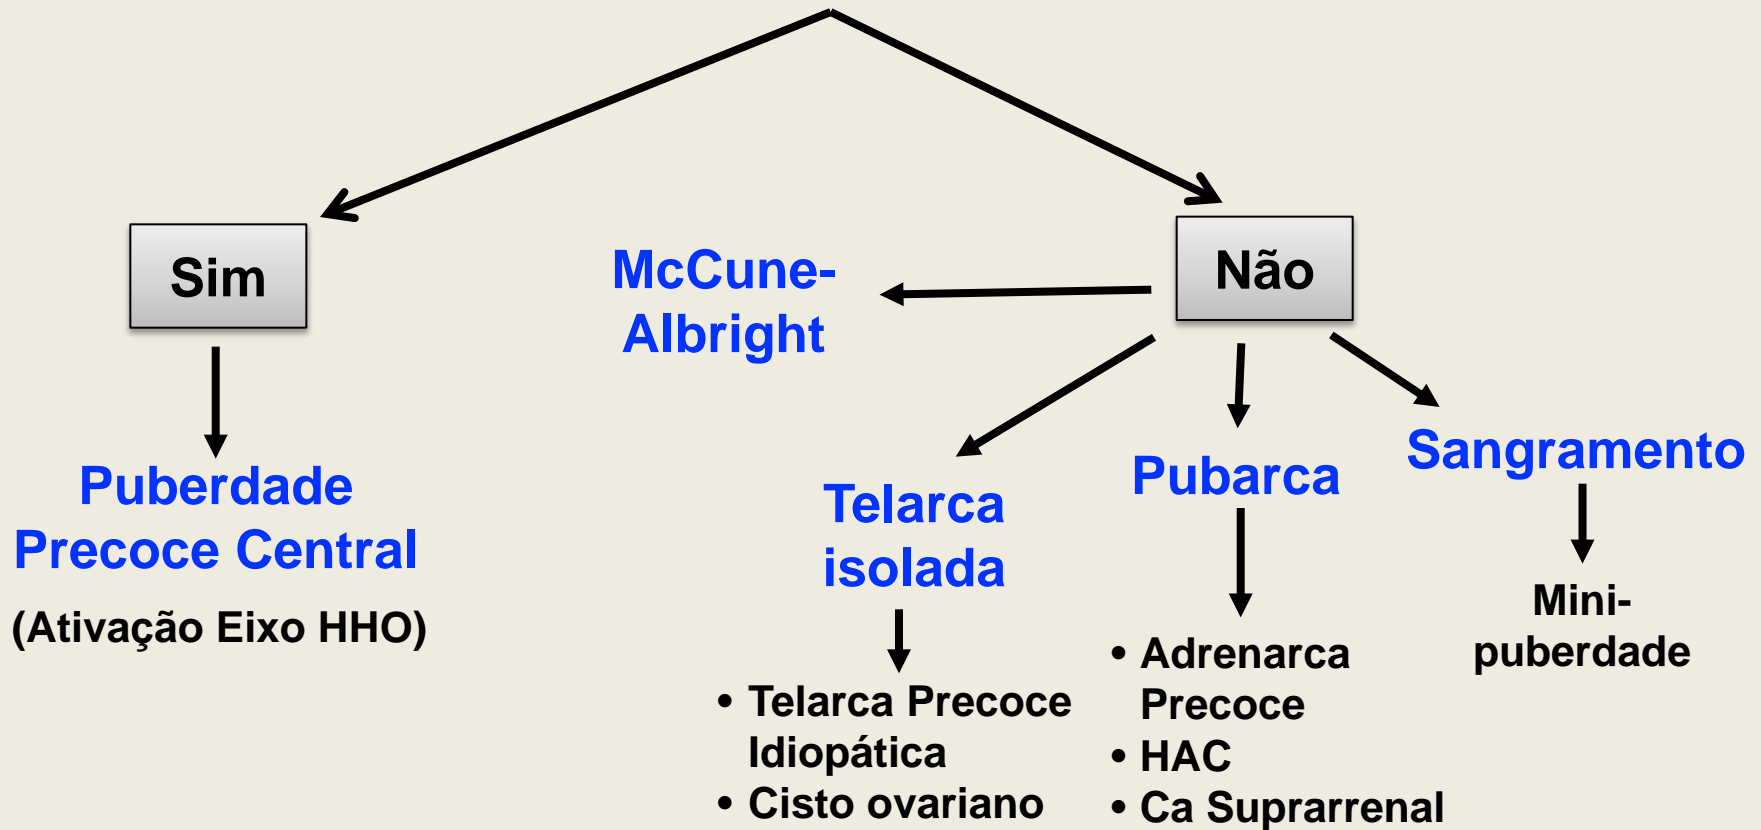 Sim
Não
McCune-
Albright
Puberdade
Precoce Central
(Ativação Eixo HHO)
Telarca
isolada
• Telarca Precoce
Idiopática
• Cisto ovariano
Pubarca
• Adrenarca
Precoce
• HAC
• Ca Suprarrenal
Sangramento
Mini-
puberdade